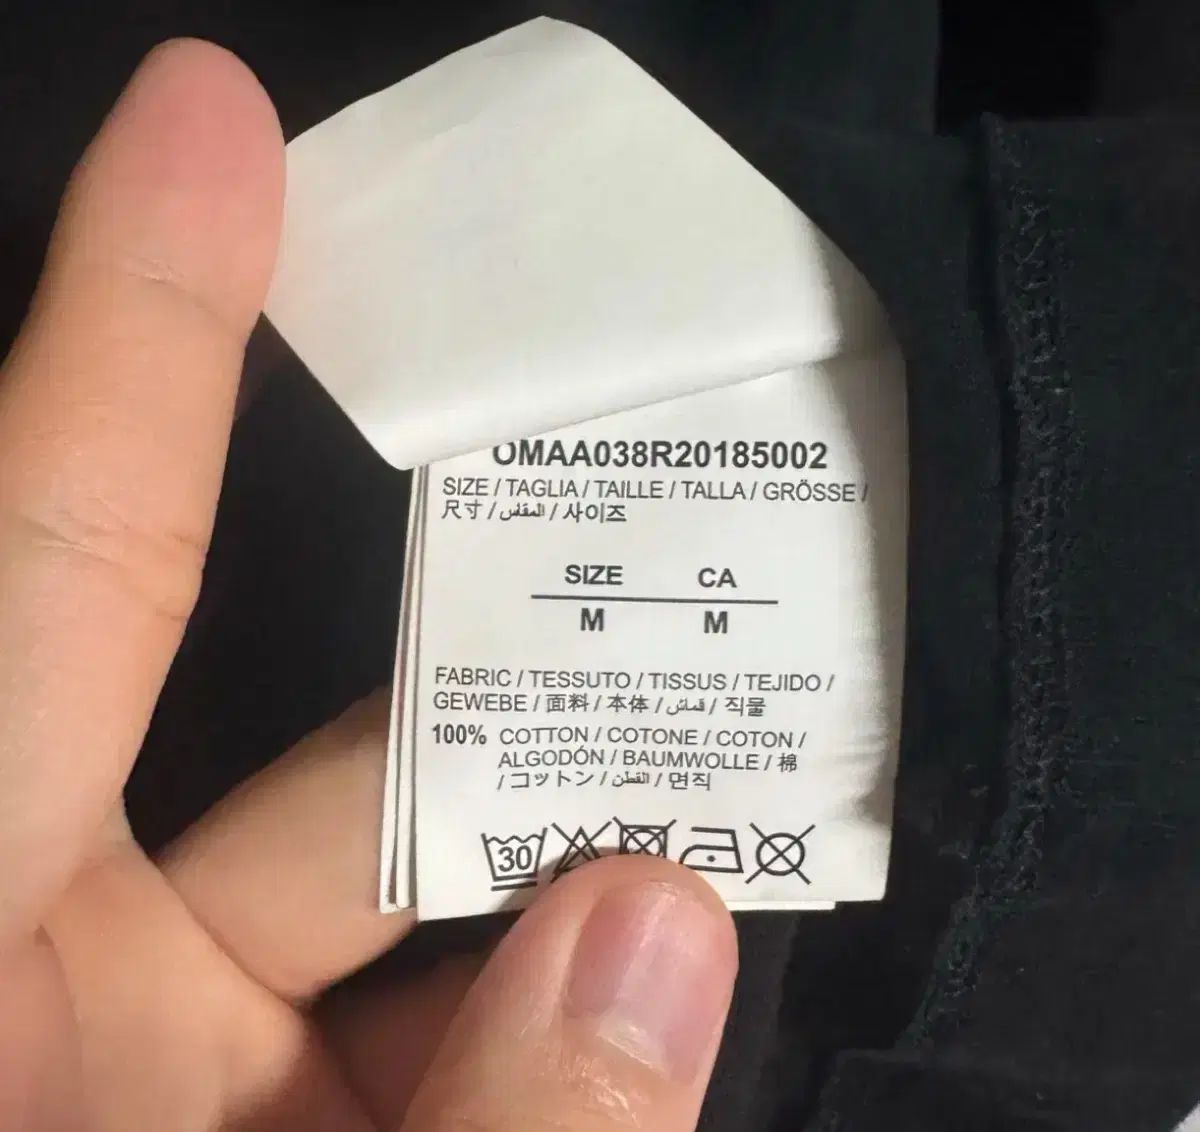 OMAA038R20185002
SIZE / TAGLIA / TAILLE / TALLA / GRÖSSE /
尺寸 / المقاس / 사이즈
SIZE CA
M M
FABRIC / TESSUTO / TISSUS / TEJIDO /
GEWEBE / 面料 / 本体 / قماش / 직물
100% COTTON / COTONE / COTON /
ALGODÓN / BAUMWOLLE / 棉
/ コットン / القطن / 면직
30